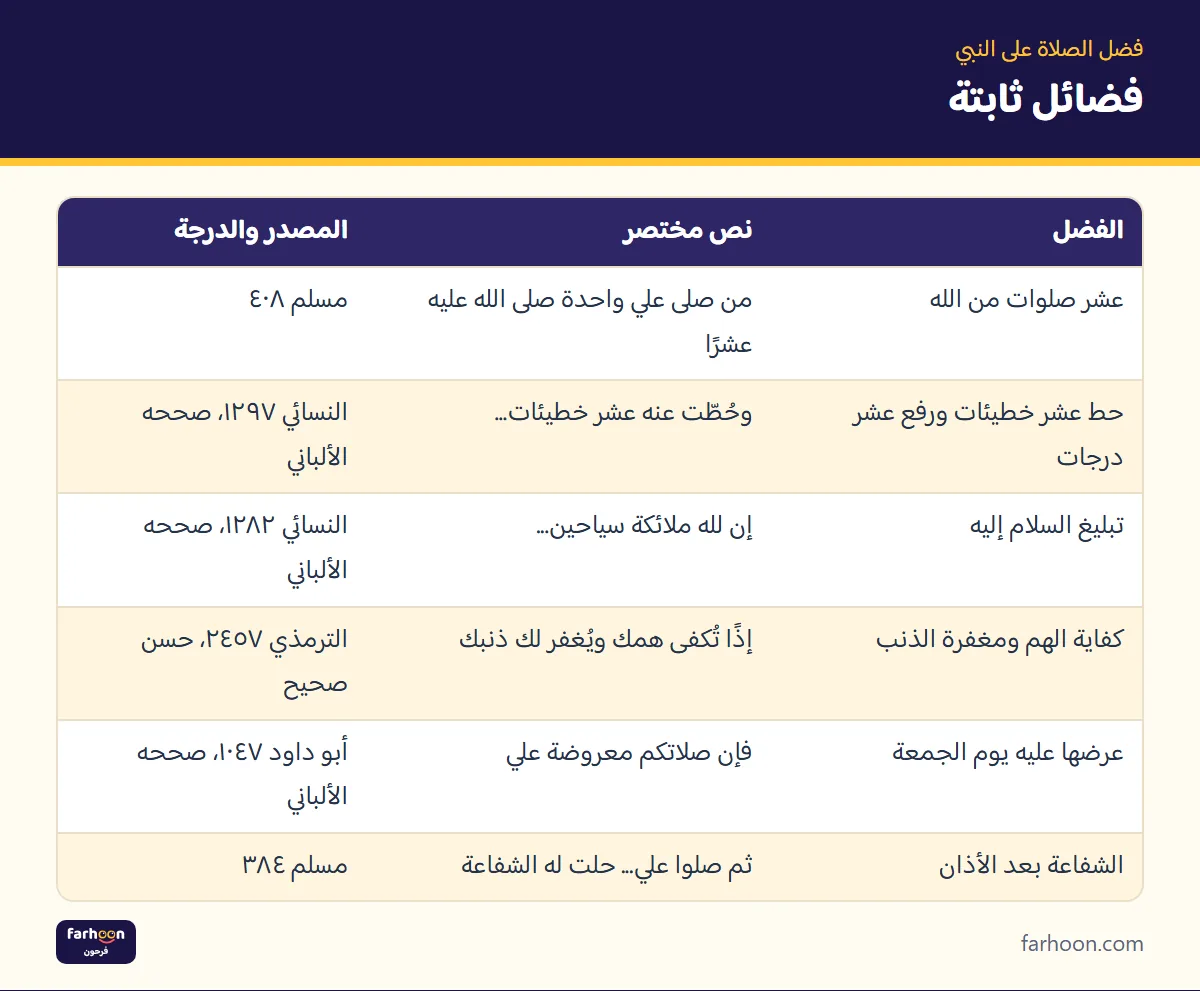 فضل الصلاة على النبي
فضائل ثابتة
الفضل نص مختصر المصدر والدرجة
عشر صلوات من الله من صلى علي واحدة صلى الله عليه مسلم ٤٠٨
عشرًا
حط عشر خطيئات ورفع عشر وحُطّت عنه عشر خطيئات... النسائي ١٢٩٧، صححه
درجات الألباني
تبليغ السلام إليه إن لله ملائكة سياحين... النسائي ١٢٨٢، صححه
الألباني
كفاية الهم ومغفرة الذنب إذًا تُكفى همك ويُغفر لك ذنبك الترمذي ٢٤٥٧، حسن
صحيح
عرضها عليه يوم الجمعة فإن صلاتكم معروضة علي أبو داود ١٠٤٧، صححه
الألباني
الشفاعة بعد الأذان ثم صلوا علي... حلت له الشفاعة مسلم ٣٨٤
farhoon.com
farhoon
فرحون